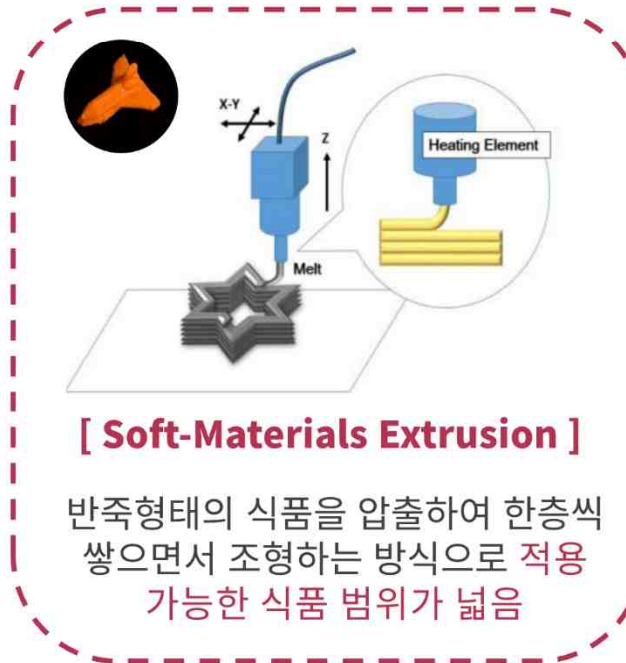 X-Y
Z
Heating Element
Melt
[ Soft-Materials Extrusion ]
반죽형태의 식품을 압출하여 한층씩
쌓으면서 조형하는 방식으로 적용
가능한 식품 범위가 넓음